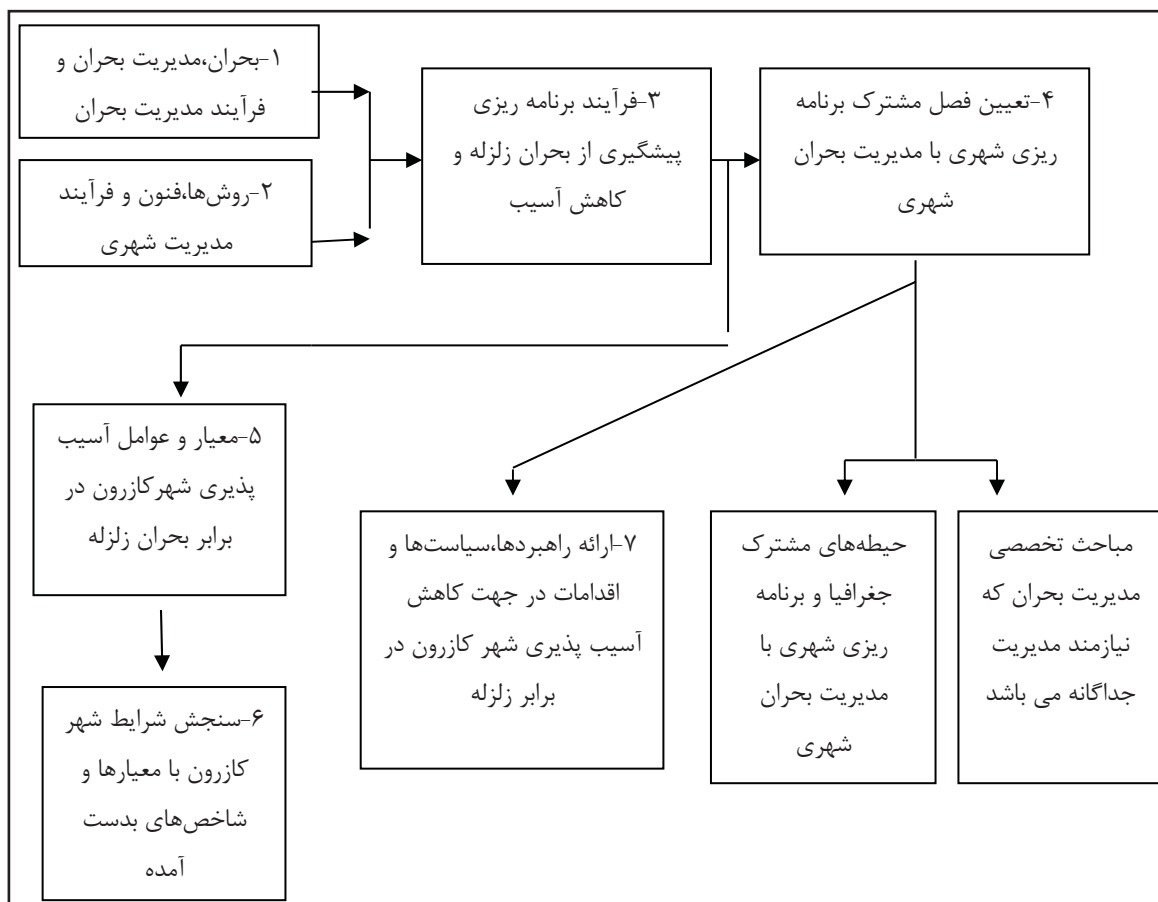 ۱-بحران،مدیریت بحران و
فرآیند مدیریت بحران
۲-روش‌ها،فنون و فرآیند
مدیریت شهری
۳-فرآیند برنامه ریزی
پیشگیری از بحران زلزله و
کاهش آسیب
۴-تعیین فصل مشترک برنامه
ریزی شهری با مدیریت بحران
شهری
۵-معیار و عوامل آسیب
پذیری شهرکازرون در
برابر بحران زلزله
۶-سنجش شرایط شهر
کازرون با معیارها و
شاخص‌های بدست
آمده
۷-ارائه راهبردها،سیاست‌ها و
اقدامات در جهت کاهش
آسیب پذیری شهر کازرون در
برابر زلزله
حیطه‌های مشترک
جغرافیا و برنامه
ریزی شهری با
مدیریت بحران
شهری
مباحث تخصصی
مدیریت بحران که
نیازمند مدیریت
جداگانه می باشد